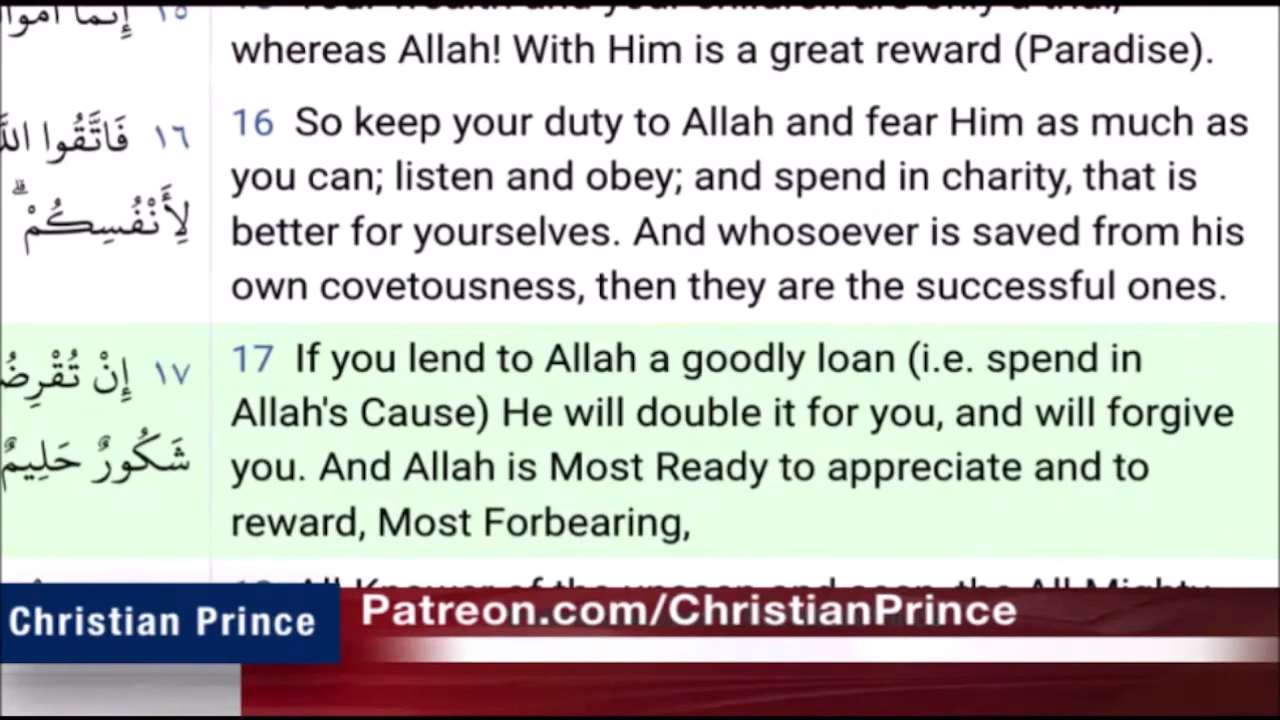 ١٥ إنما
whereas Allah! With Him is a great reward (Paradise).
١٦ فَاتَّقُوا
16 So keep your duty to Allah and fear Him as much as
you can; listen and obey; and spend in charity, that is
لِأَنْفُسِكُمْ ۗ
better for yourselves. And whosoever is saved from his
own covetousness, then they are the successful ones.
١٧ إِنْ
17 If you lend to Allah a goodly loan (i.e. spend in
Allah's Cause) He will double it for you, and will forgive
شَكُورٌ حَلِيمٌ
you. And Allah is Most Ready to appreciate and to
reward, Most Forbearing,
Christian Prince
Patreon.com/ChristianPrince